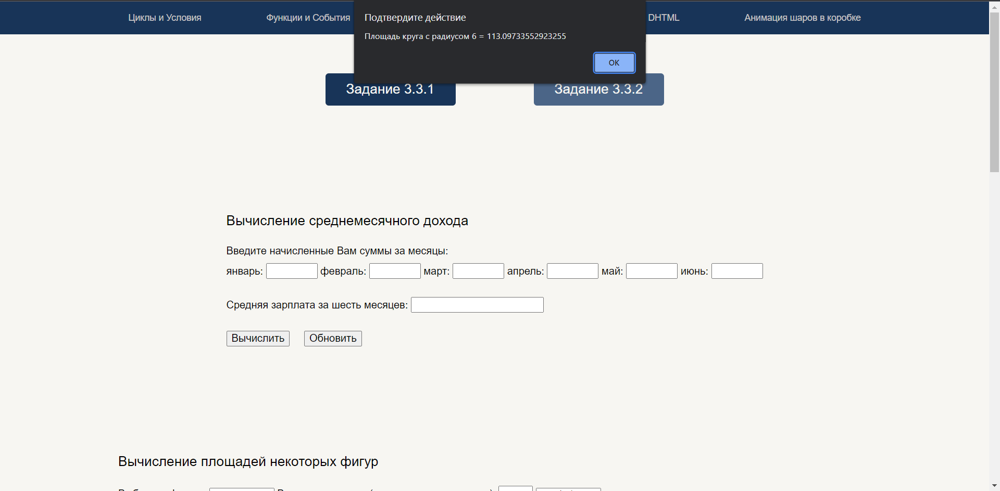 Циклы и Условия
Функции и События
DHTML
Анимация шаров в коробке
Подтвердите действие
Площадь круга с радиусом 6 = 113.09733552923255
ОК
Задание 3.3.1
Задание 3.3.2
Вычисление среднемесячного дохода
Введите начисленные Вам суммы за месяцы:
январь: февраль: март: апрель: май: июнь:
Средняя зарплата за шесть месяцев:
Вычислить Обновить
Вычисление площадей некоторых фигур